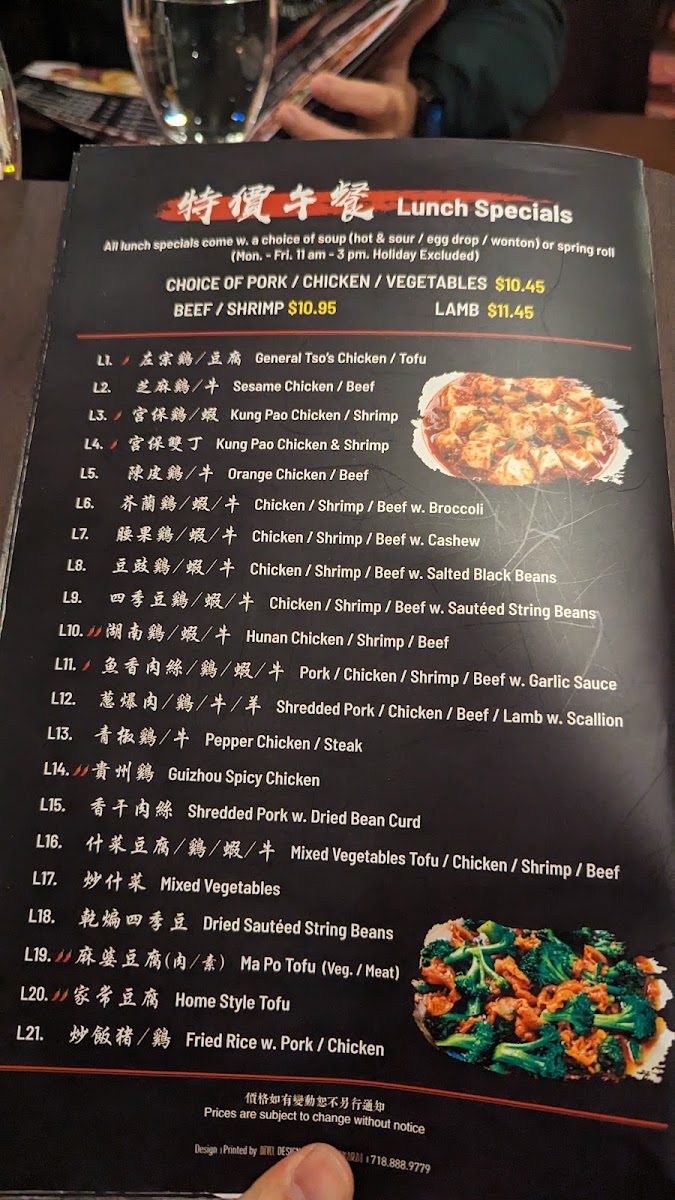 特價午餐 Lunch Specials
All lunch specials come w. a choice of soup (hot & sour / egg drop / wonton) or spring roll
(Mon. - Fri. 11 am - 3 pm. Holiday Excluded)
CHOICE OF PORK / CHICKEN / VEGETABLES $10.45
BEEF / SHRIMP $10.95 LAMB $11.45
L1. 左宗鷄/豆腐 General Tso's Chicken / Tofu
L2. 芝麻鷄/牛 Sesame Chicken / Beef
L3. 宮保鷄/蝦 Kung Pao Chicken / Shrimp
L4. 宮保雙丁 Kung Pao Chicken & Shrimp
L5. 陳皮鷄/牛 Orange Chicken / Beef
L6. 芥蘭鷄/蝦/牛 Chicken / Shrimp / Beef w. Broccoli
L7. 腰果鷄/蝦/牛 Chicken / Shrimp / Beef w. Cashew
L8. 豆豉鷄/蝦/牛 Chicken / Shrimp / Beef w. Salted Black Beans
L9. 四季豆鷄/蝦/牛 Chicken / Shrimp / Beef w. Sautéed String Beans
L10. 湖南鷄/蝦/牛 Hunan Chicken / Shrimp / Beef
L11. 魚香肉絲/鷄/蝦/牛 Pork / Chicken / Shrimp / Beef w. Garlic Sauce
L12. 蔥爆肉/鷄/牛/羊 Shredded Pork / Chicken / Beef / Lamb w. Scallion
L13. 青椒鷄/牛 Pepper Chicken / Steak
L14. 貴州鷄 Guizhou Spicy Chicken
L15. 香干肉絲 Shredded Pork w. Dried Bean Curd
L16. 什菜豆腐/鷄/蝦/牛 Mixed Vegetables Tofu / Chicken / Shrimp / Beef
L17. 炒什菜 Mixed Vegetables
L18. 乾煸四季豆 Dried Sautéed String Beans
L19. 麻婆豆腐(肉/素) Ma Po Tofu (Veg. / Meat)
L20. 家常豆腐 Home Style Tofu
L21. 炒飯豬/鷄 Fried Rice w. Pork / Chicken
價格如有變動恕不另行通知
Prices are subject to change without notice
Design | Printed by DESIGN 718.888.9779